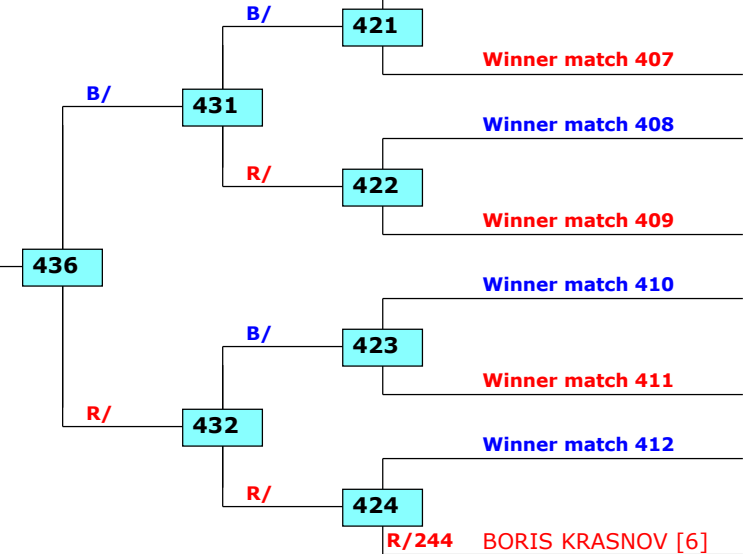 B/
421
Winner match 407
B/
431
Winner match 408
R/
422
Winner match 409
436
Winner match 410
B/
423
Winner match 411
R/
432
Winner match 412
R/
424
R/244 BORIS KRASNOV [6]